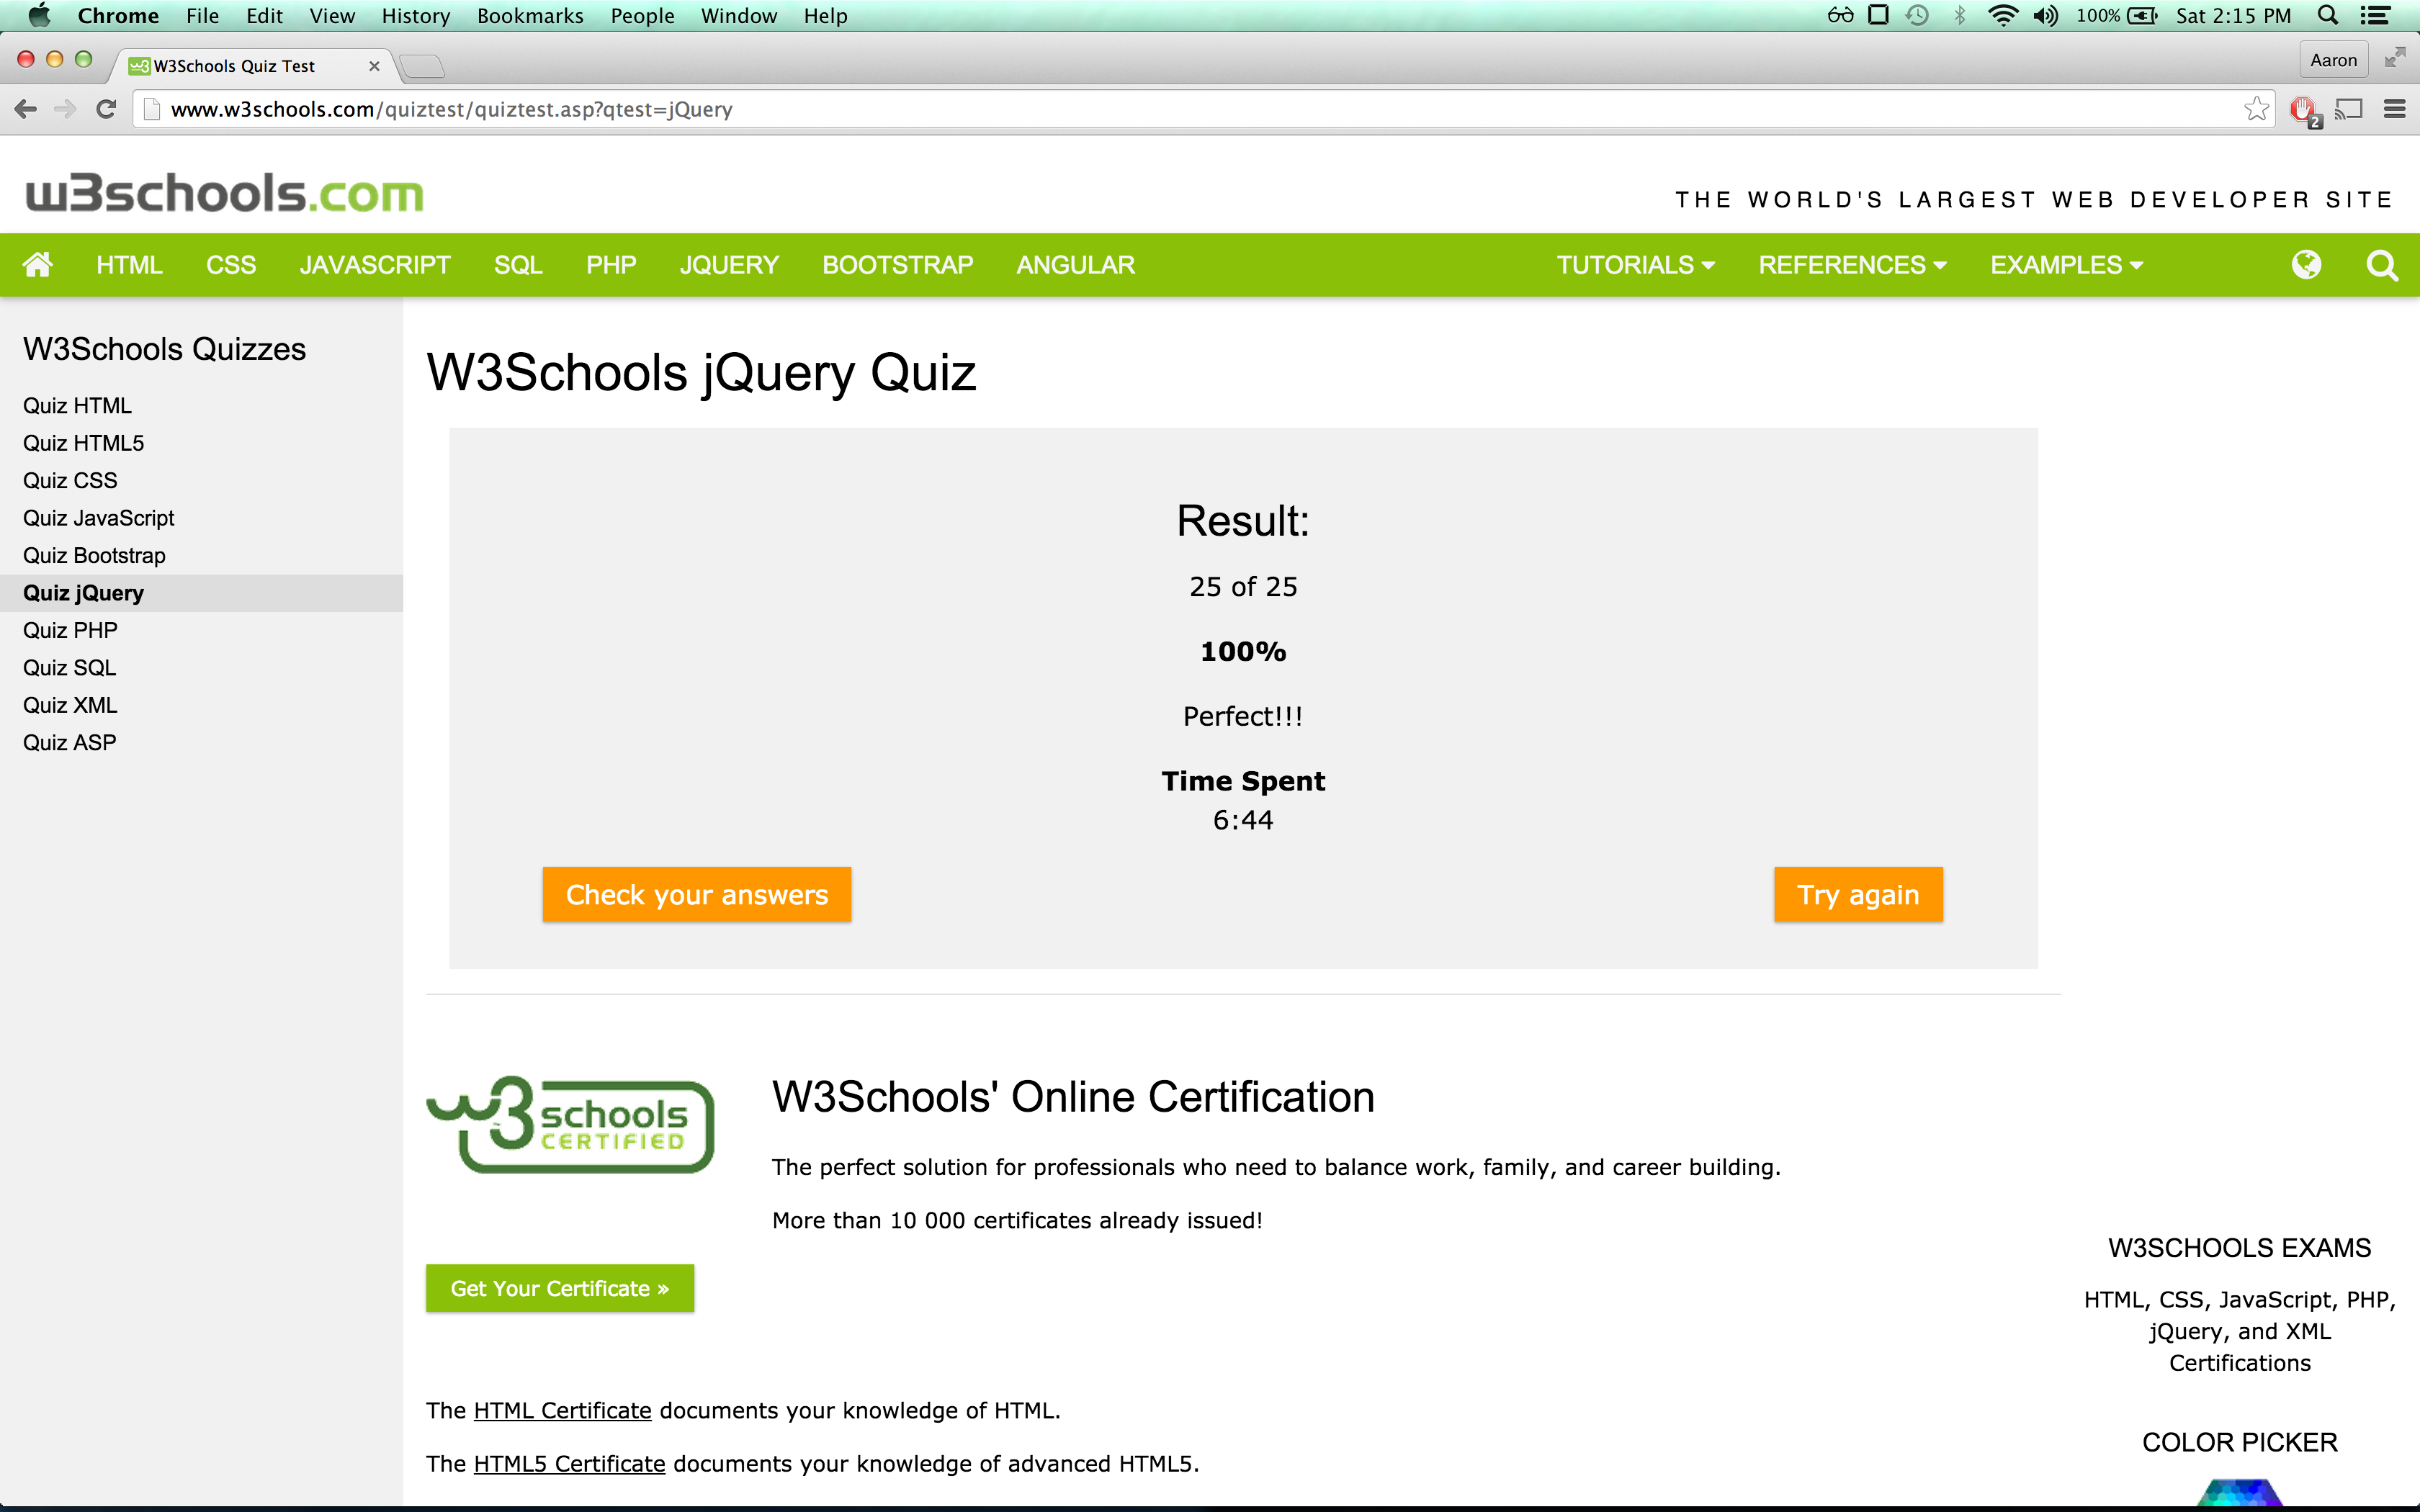 Chrome File Edit View History Bookmarks People Window Help 100% Sat 2:15 PM
W3Schools Quiz Test Aaron
www.w3schools.com/quiztest/quiztest.asp?qtest=jQuery 2
w3schools.com
THE WORLD'S LARGEST WEB DEVELOPER SITE
HTML CSS JAVASCRIPT SQL PHP JQUERY BOOTSTRAP ANGULAR TUTORIALS REFERENCES EXAMPLES
W3Schools Quizzes
Quiz HTML
Quiz HTML5
Quiz CSS
Quiz JavaScript
Quiz Bootstrap
Quiz jQuery
Quiz PHP
Quiz SQL
Quiz XML
Quiz ASP
W3Schools jQuery Quiz
Result:
25 of 25
100%
Perfect!!!
Time Spent
6:44
Check your answers Try again
w3schools CERTIFIED
W3Schools' Online Certification
The perfect solution for professionals who need to balance work, family, and career building.
More than 10 000 certificates already issued!
Get Your Certificate »
The HTML Certificate documents your knowledge of HTML.
The HTML5 Certificate documents your knowledge of advanced HTML5.
W3SCHOOLS EXAMS
HTML, CSS, JavaScript, PHP,
jQuery, and XML
Certifications
COLOR PICKER